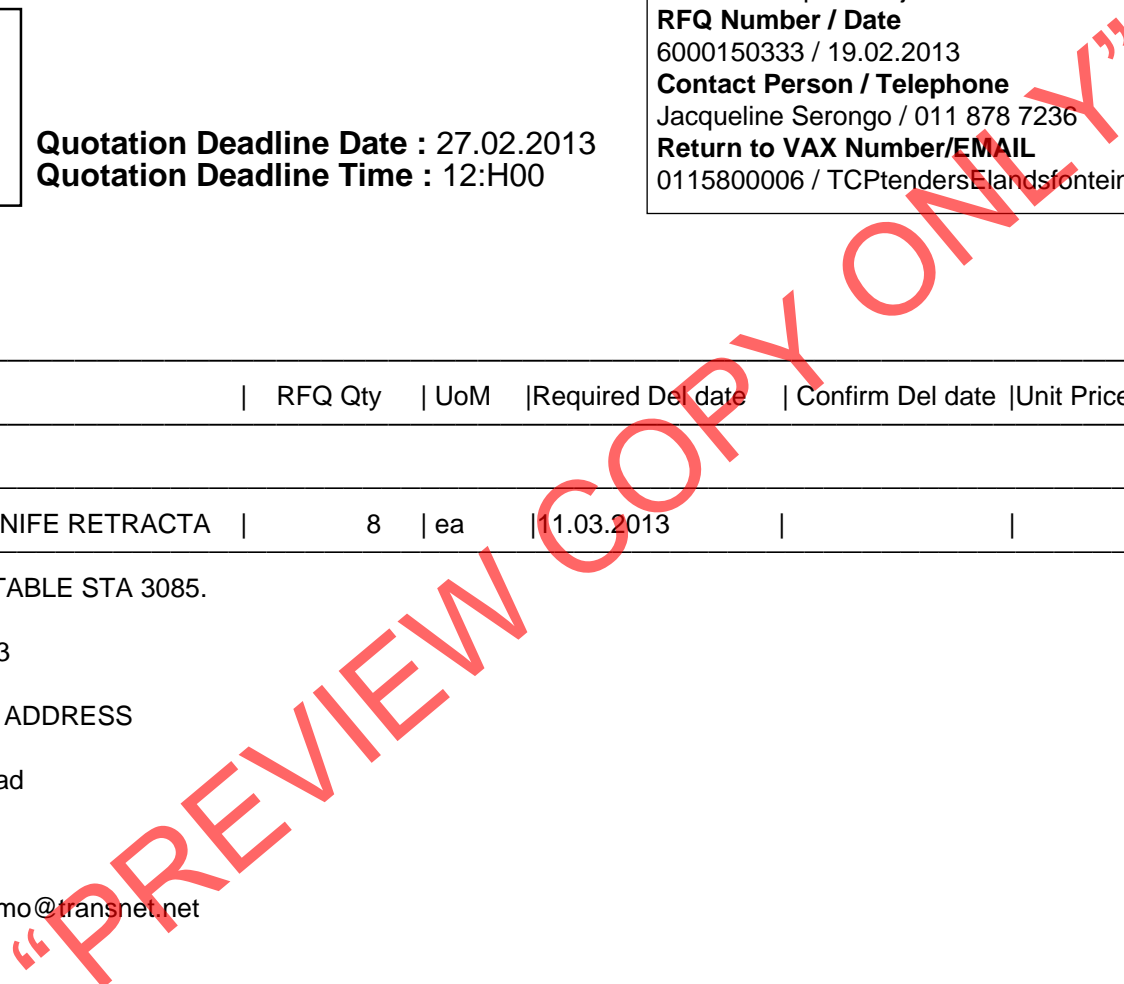 RFQ Number / Date
6000150333 / 19.02.2013
Contact Person / Telephone
Jacqueline Serongo / 011 878 7236
Return to VAX Number/EMAIL
0115800006 / TCPtendersElandsfontein
Quotation Deadline Date : 27.02.2013
Quotation Deadline Time : 12:H00
| RFQ Qty | UoM |Required Del date | Confirm Del date |Unit Price
NIFE RETRACTA | 8 | ea |11.03.2013 | |
TABLE STA 3085.
3
ADDRESS
ad
mo@transnet.net
“PREVIEW COPY ONLY”